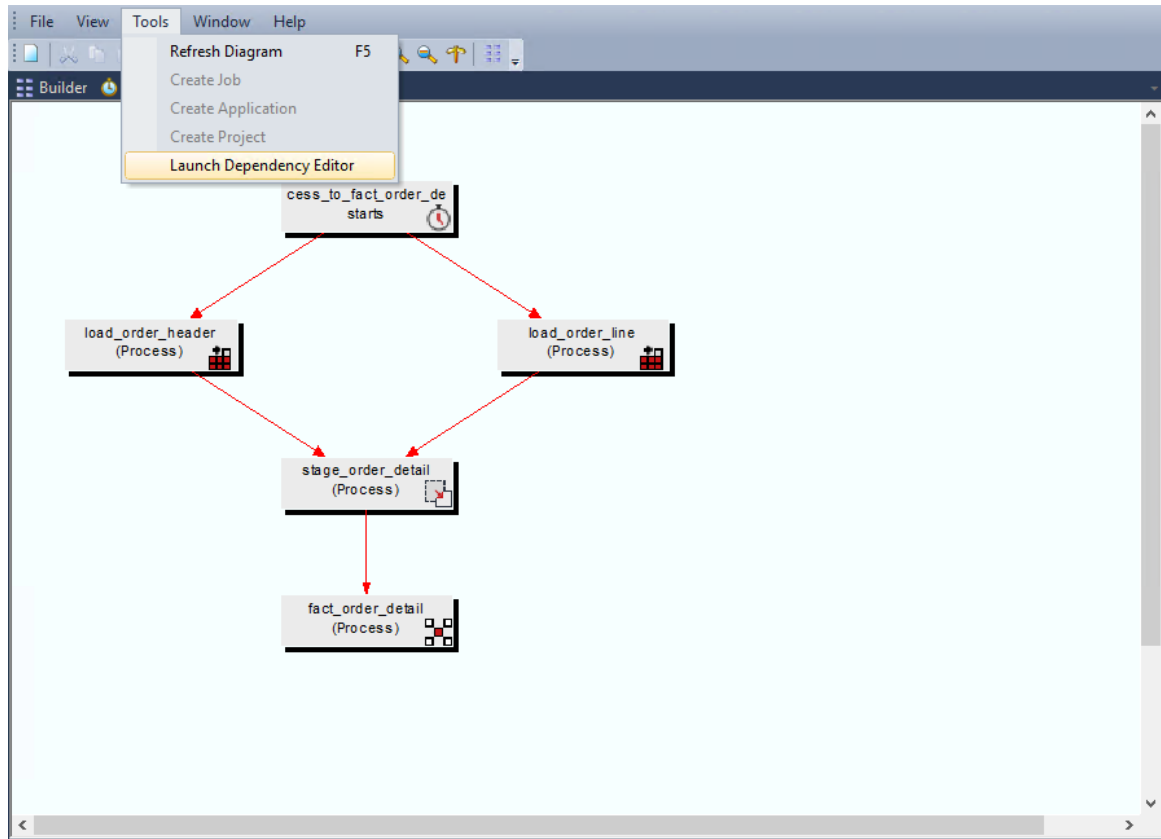 File View Tools Window Help
Refresh Diagram F5
Builder
Create Job
Create Application
Create Project
Launch Dependency Editor
cess_to_fact_order_de
starts
load_order_header
(Process)
load_order_line
(Process)
stage_order_detail
(Process)
fact_order_detail
(Process)